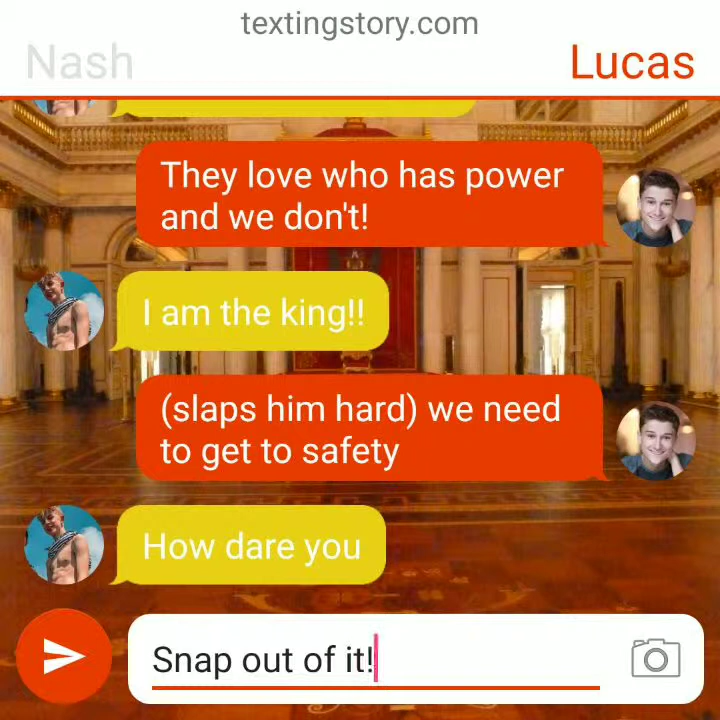 textingstory.com
Nash
Lucas
They love who has power
and we don't!
I am the king!!
(slaps him hard) we need
to get to safety
How dare you
Snap out of it!